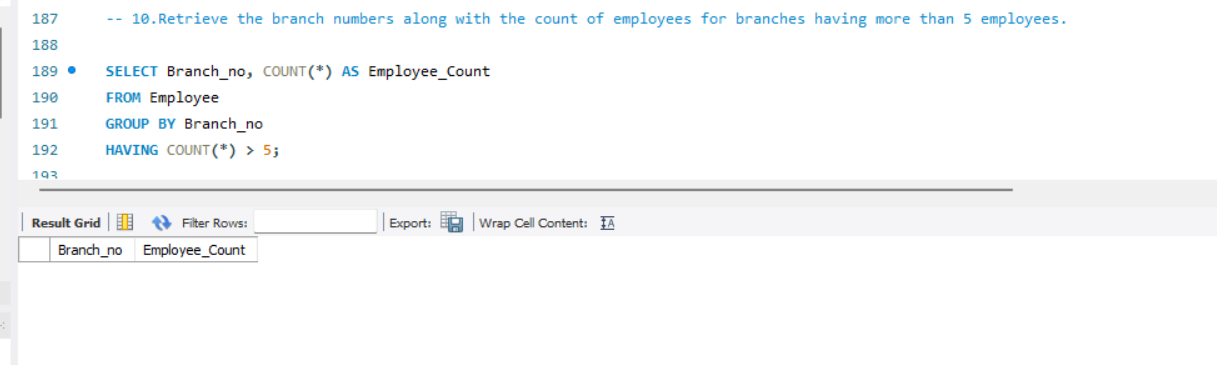 187 -- 10.Retrieve the branch numbers along with the count of employees for branches having more than 5 employees.
188
189 SELECT Branch_no, COUNT(*) AS Employee_Count
190 FROM Employee
191 GROUP BY Branch_no
192 HAVING COUNT(*) > 5;
193
Result Grid Filter Rows: Export: Wrap Cell Content: IA
Branch_no Employee_Count